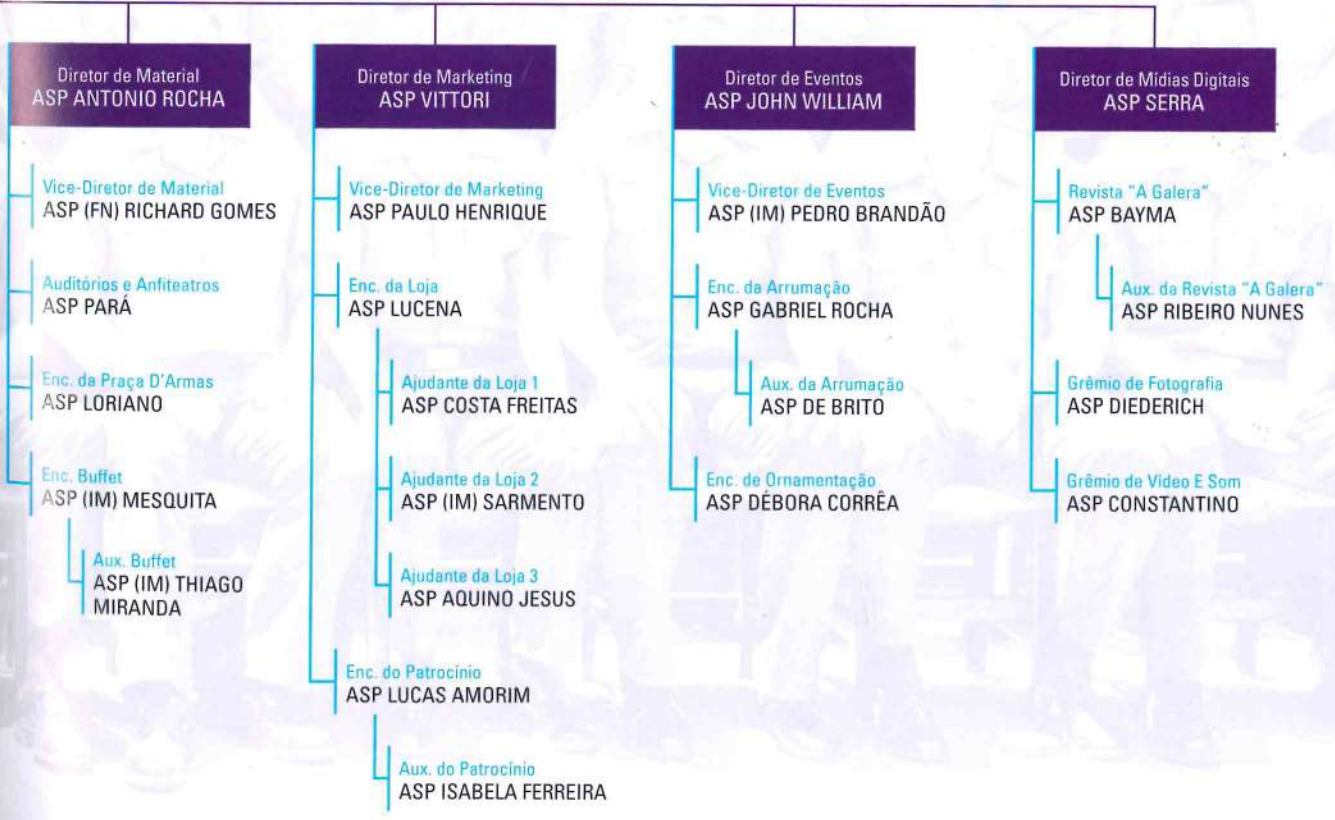 Diretor de Material
ASP ANTONIO ROCHA
Vice-Diretor de Material
ASP (FN) RICHARD GOMES
Auditórios e Anfiteatros
ASP PARÁ
Enc. da Praça D'Armas
ASP LORIANO
Enc. Buffet
ASP (IM) MESQUITA
Aux. Buffet
ASP (IM) THIAGO
MIRANDA
Diretor de Marketing
ASP VITTORI
Vice-Diretor de Marketing
ASP PAULO HENRIQUE
Enc. da Loja
ASP LUCENA
Ajudante da Loja 1
ASP COSTA FREITAS
Ajudante da Loja 2
ASP (IM) SARMENTO
Ajudante da Loja 3
ASP AQUINO JESUS
Enc. do Patrocínio
ASP LUCAS AMORIM
Aux. do Patrocínio
ASP ISABELA FERREIRA
Diretor de Eventos
ASP JOHN WILLIAM
Vice-Diretor de Eventos
ASP (IM) PEDRO BRANDÃO
Enc. da Arrumação
ASP GABRIEL ROCHA
Aux. da Arrumação
ASP DE BRITO
Enc. de Ornamentação
ASP DÉBORA CORRÊA
Diretor de Mídias Digitais
ASP SERRA
Revista "A Galera"
ASP BAYMA
Aux. da Revista "A Galera"
ASP RIBEIRO NUNES
Grêmio de Fotografia
ASP DIEDERICH
Grêmio de Vídeo E Som
ASP CONSTANTINO